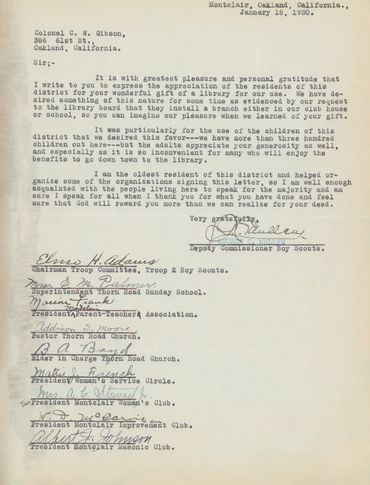 Montclair, Oakland, California.,
January 18, 1930.
Colonel C. W. Gibson,
386 61st St.,
Oakland, California.
Sir;-
It is with greatest pleasure and personal gratitude that
I write to you to express the appreciation of the residents of this
district for your wonderful gift of a library for our use. We have de-
sired something of this nature for some time as evidenced by our request
to the library board that they install a branch either in our club house
or school, so you can imagine our pleasure when we learned of your gift.
It was particularly for the use of the children of this
district that we desired this favor---we have more than three hundred
children out here---but the adults appreciate your generosity as well,
and especially as it is so inconvenient for many who will enjoy the
benefits to go down town to the library.
I am the oldest resident of this district and helped or-
ganize some of the organizations signing this letter, so I am well enough
acquainted with the people living here to speak for the majority and am
sure I speak for all when I thank you for what you have done and feel
sure that God will reward you more than we can realize for your deed.
Very gratefully,
Deputy Commissioner Boy Scouts.
Elmer H. Adams
Chairman Troop Committee, Troop 2 Boy Scouts.
E. M. Palmer
Superintendent Thorn Road Sunday School.
Frank
President Montclair Parent-Teachers Association.
Addison S. Moore
Pastor Thorn Road Church.
B A Boyd
Elder in Charge Thorn Road Church.
Mattie J. French
President Woman's Service Circle.
Mrs. A. C. Stewart Jr.
President Montclair Woman's Club.
W. D.
President Montclair Improvement Club.
Albert F. Johnson
President Montclair Masonic Club.